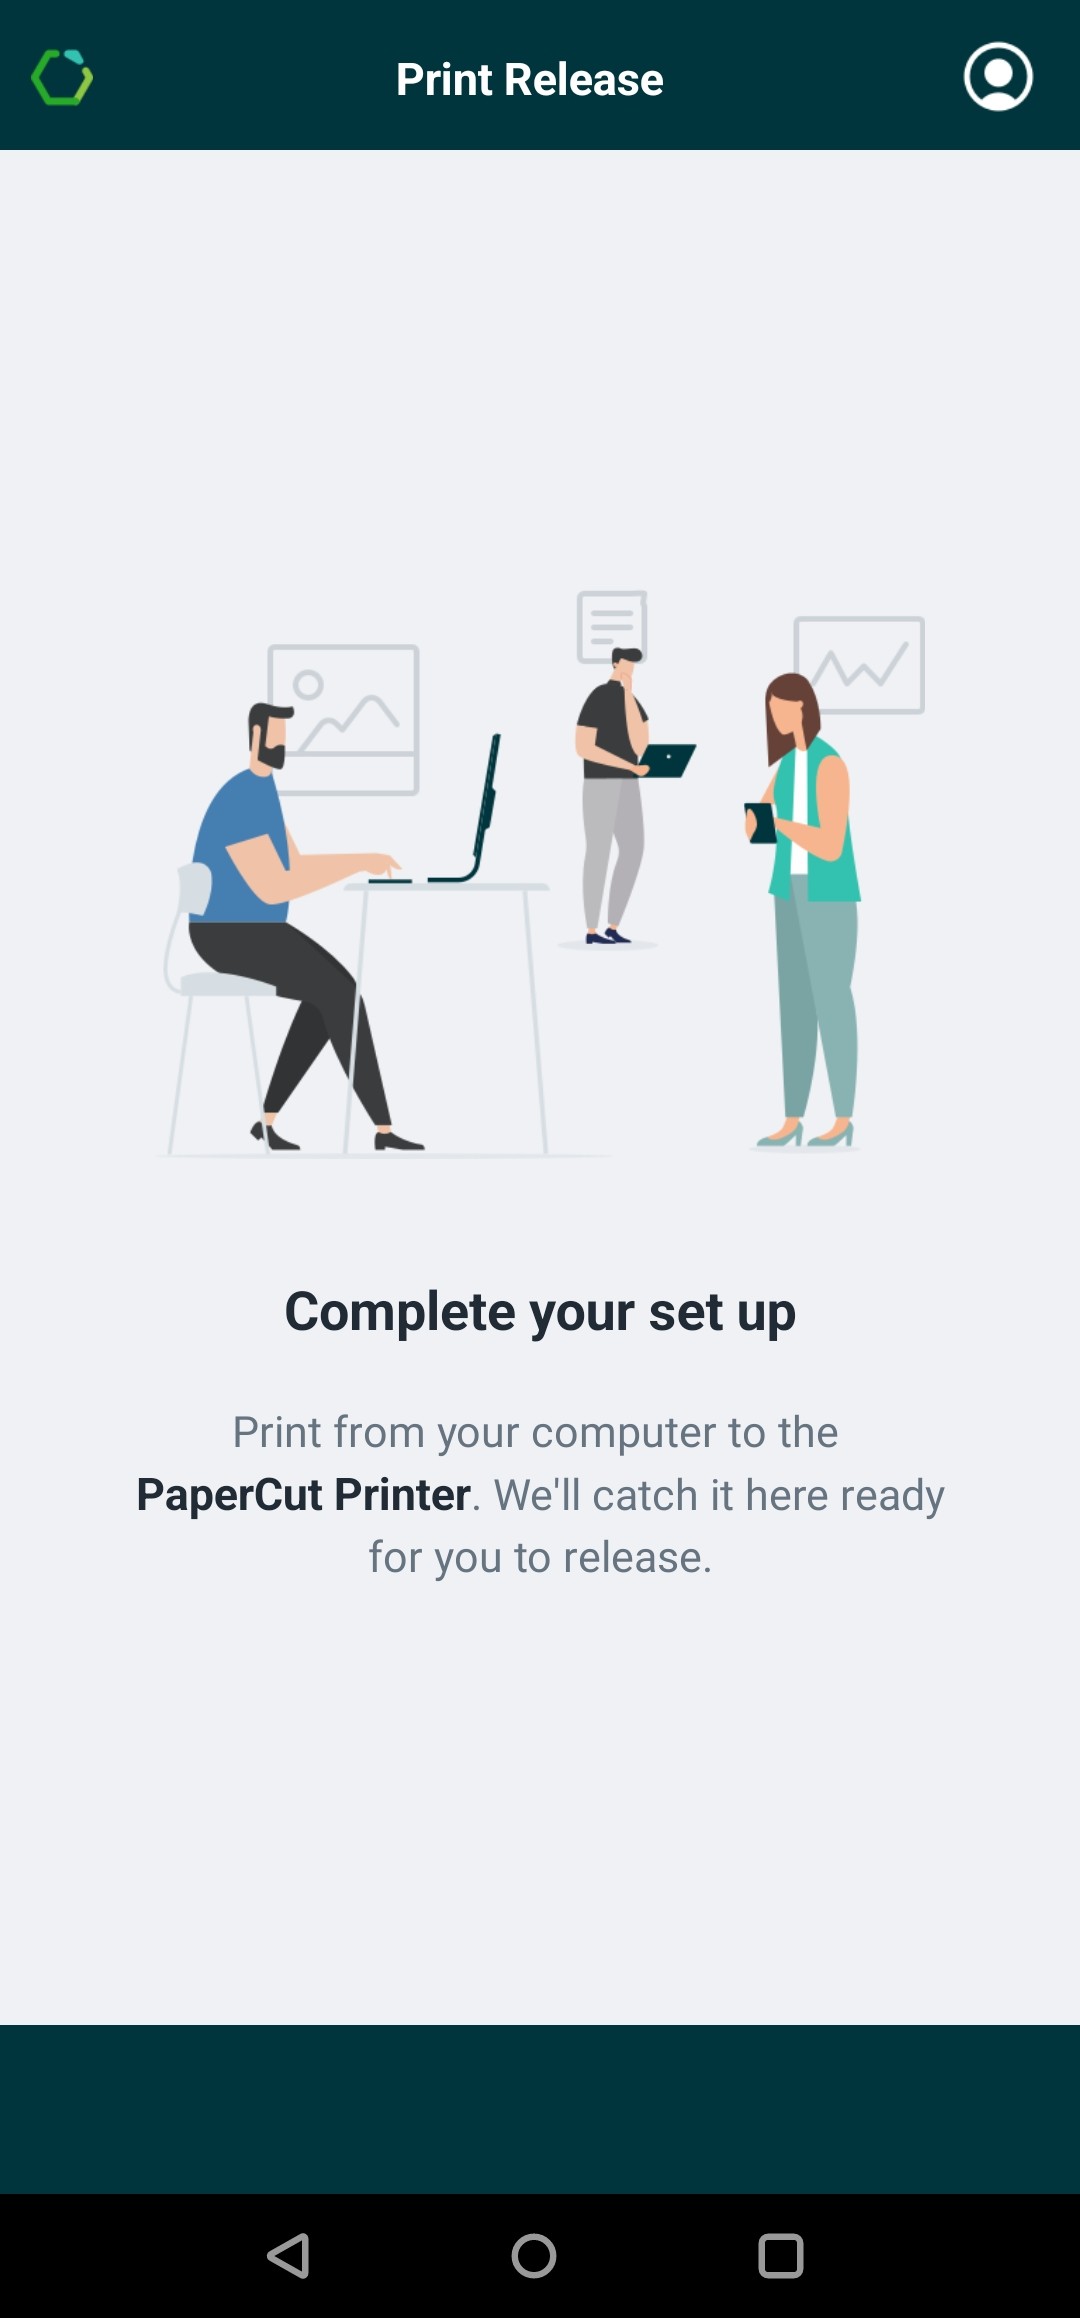 Print Release
Complete your set up
Print from your computer to the
PaperCut Printer. We'll catch it here ready
for you to release.